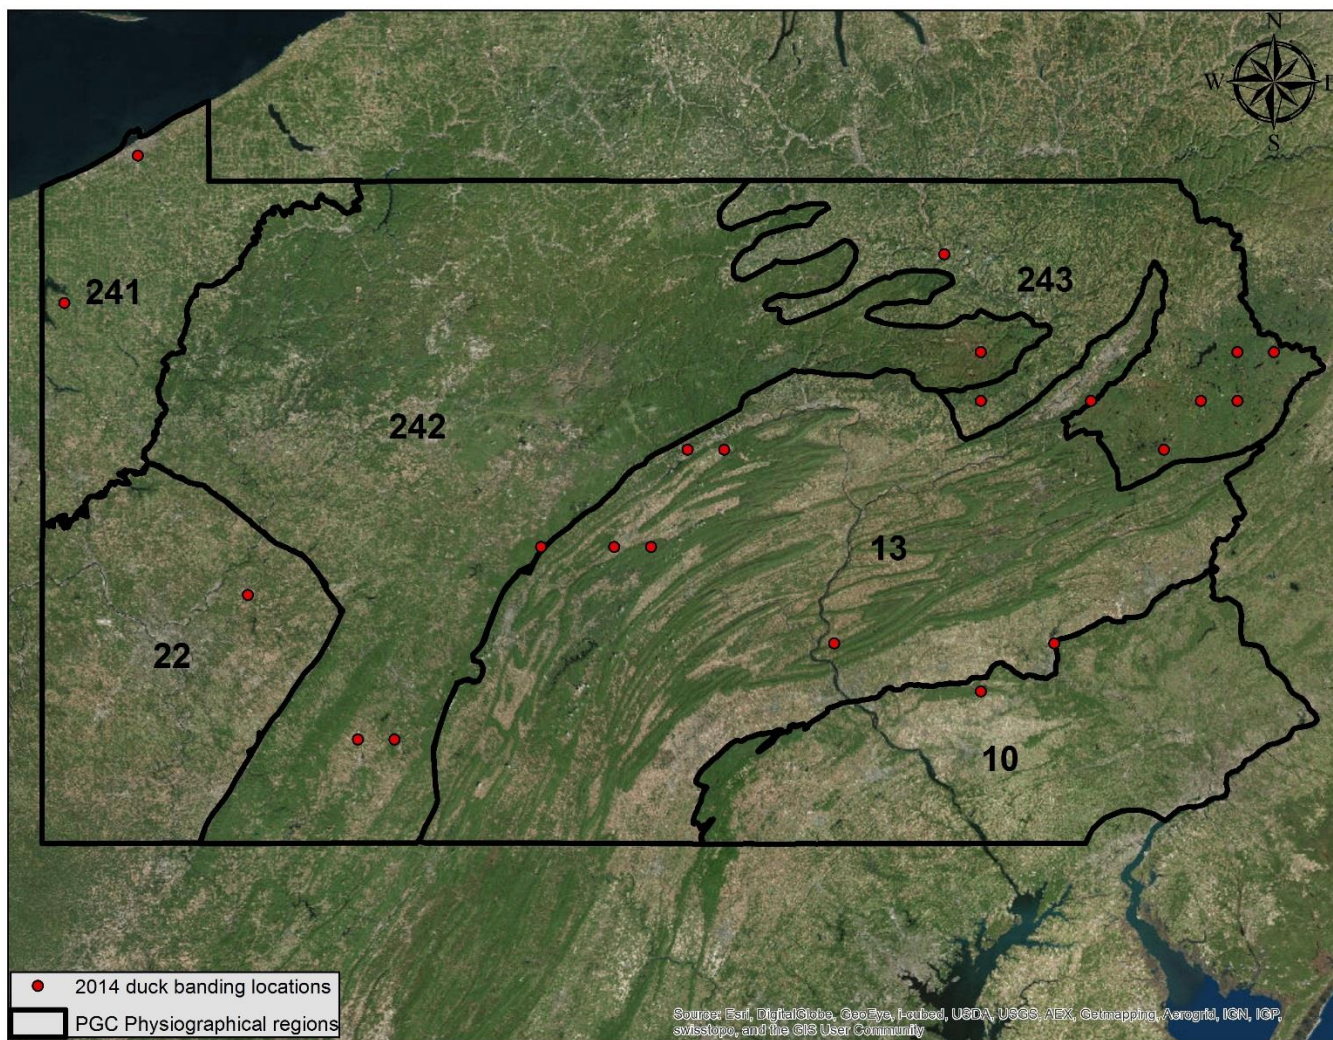 N
W
E
S
241
243
242
13
22
10
2014 duck banding locations
PGC Physiographical regions
Source: Esri, DigitalGlobe, GeoEye, i-cubed, USDA, USGS, AEX, Getmapping, Aerogrid, IGN, IGP,
swisstopo, and the GIS User Community